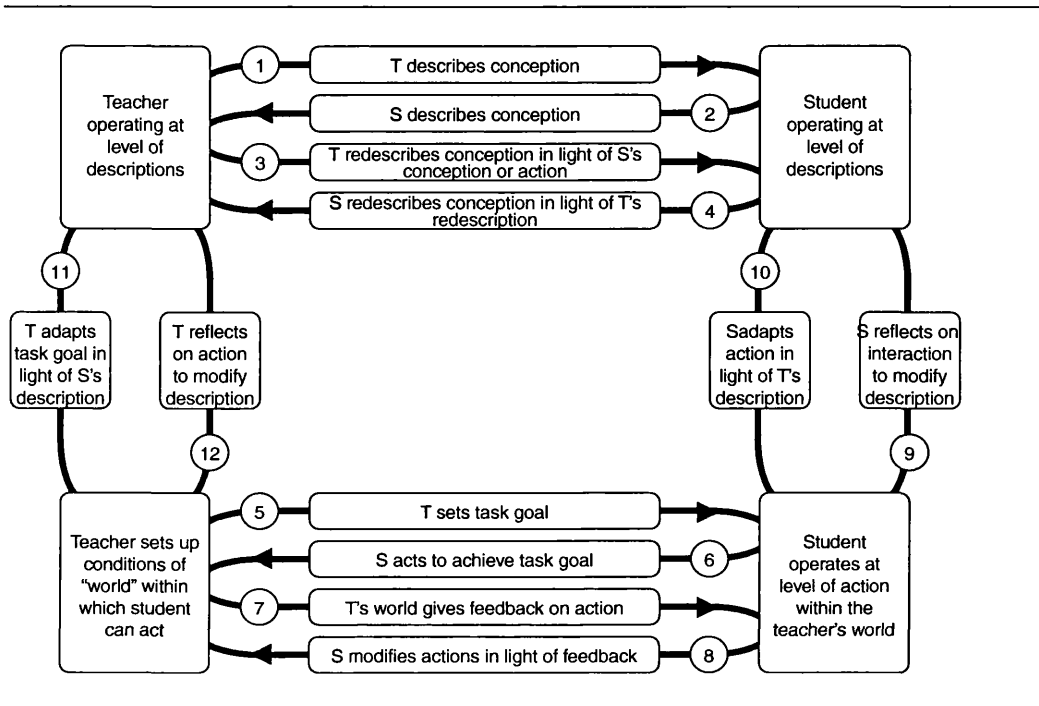 Teacher
operating at
level of
descriptions
1
T describes conception
S describes conception
2
3
T redescribes conception in light of S's
conception or action
S redescribes conception in light of T's
redescription
4
Student
operating at
level of
descriptions
11
10
T adapts
task goal in
light of S's
description
T reflects
on action
to modify
description
Sadapts
action in
light of T's
description
S reflects on
interaction
to modify
description
12
9
Teacher sets up
conditions of
"world" within
which student
can act
5
T sets task goal
S acts to achieve task goal
6
7
T's world gives feedback on action
S modifies actions in light of feedback
8
Student
operates at
level of action
within the
teacher's world